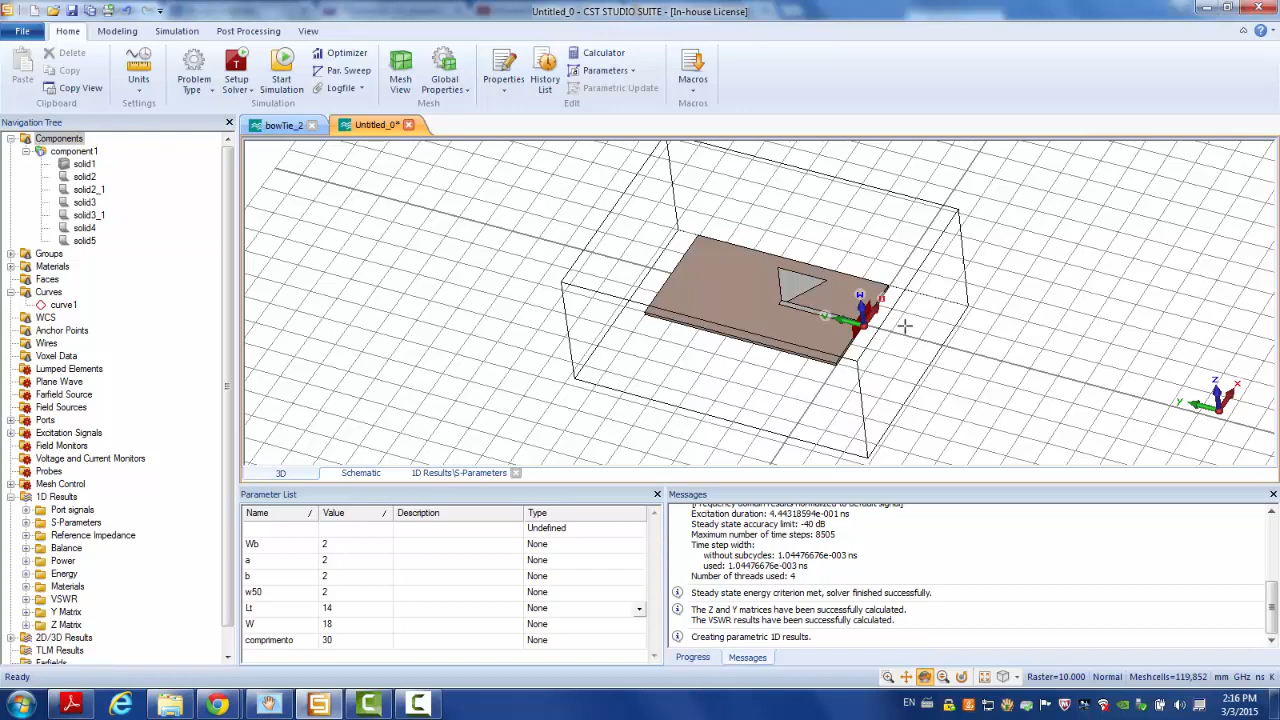 Untitled_0 - CST STUDIO SUITE - [In-house License]
File Home Modeling Simulation Post Processing View
Paste Delete Copy Copy View Units Problem Type Setup Solver Start Simulation Optimizer Par. Sweep Logfile Mesh View Global Properties Properties History List Calculator Parameters Parametric Update Macros
Clipboard Settings Simulation Mesh Edit Macros
Navigation Tree
bowTie_2 Untitled_0*
Components
component1
solid1
solid2
solid2_1
solid3
solid3_1
solid4
solid5
Groups
Materials
Faces
Curves
curve1
WCS
Anchor Points
Wires
Voxel Data
Lumped Elements
Plane Wave
Farfield Source
Field Sources
Ports
Excitation Signals
Field Monitors
Voltage and Current Monitors
Probes
Mesh Control
1D Results
Port signals
S-Parameters
Reference Impedance
Balance
Power
Energy
Materials
VSWR
Y Matrix
Z Matrix
2D/3D Results
TLM Results
Farfields
3D Schematic 1D Results\S-Parameters
Parameter List
Name Value Description Type
Undefined
Wb 2 None
a 2 None
b 2 None
w50 2 None
Lt 14 None
W 18 None
comprimento 30 None
Messages
[Frequency domain results normalized to default signal]
Excitation duration: 4.44318594e-001 ns
Steady state accuracy limit: -40 dB
Maximum number of time steps: 8505
Time step width:
without subcycles: 1.04476676e-003 ns
used: 1.04476676e-003 ns
Number of threads used: 4
Steady state energy criterion met, solver finished successfully.
The Z and Y matrices have been successfully calculated.
The VSWR results have been successfully calculated.
Creating parametric 1D results.
Progress Messages
Ready
Raster=10.000 Normal Meshcells=119,852 mm GHz ns K
EN
2:16 PM
3/3/2015